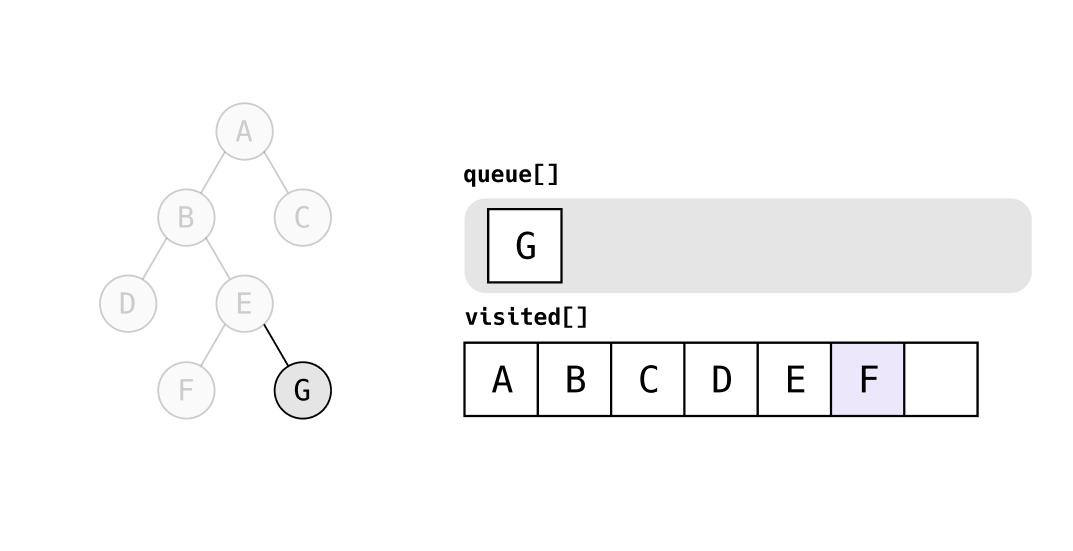 A
B C
D E
F G
queue[]
G
visited[]
A B C D E F